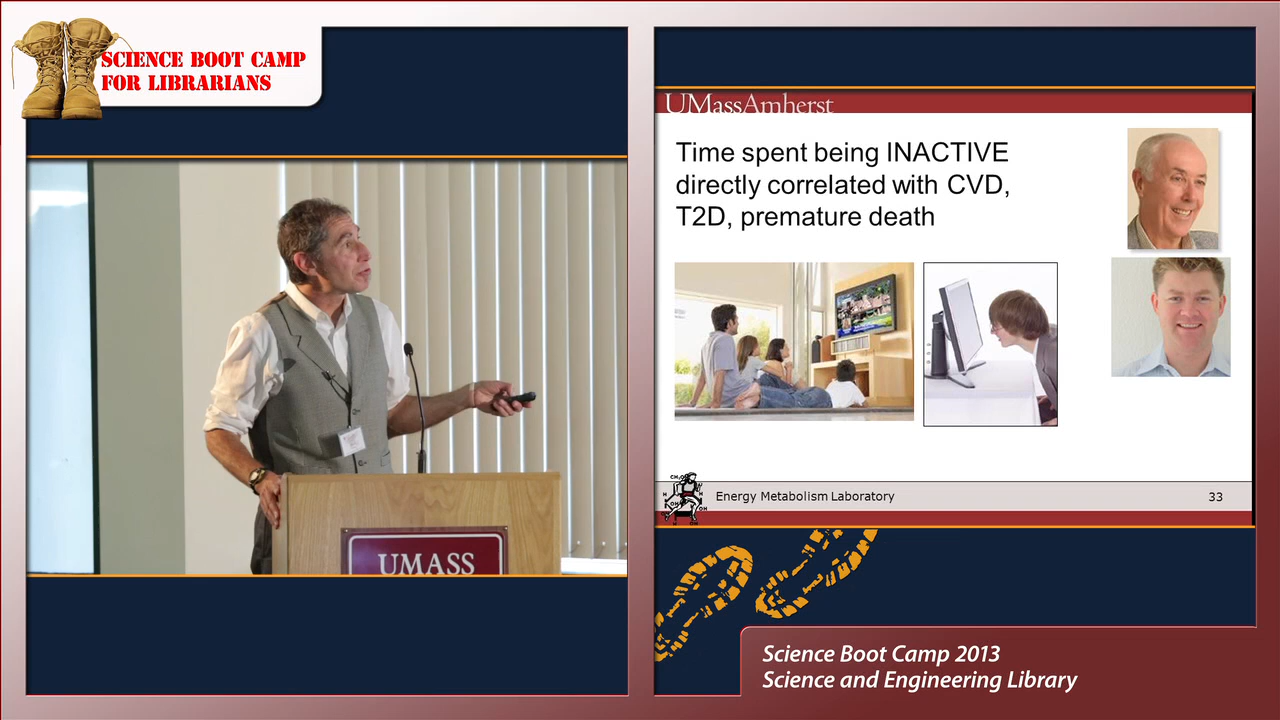 SCIENCE BOOT CAMP
FOR LIBRARIANS
UMASS
UMassAmherst
Time spent being INACTIVE
directly correlated with CVD,
T2D, premature death
Energy Metabolism Laboratory
33
Science Boot Camp 2013
Science and Engineering Library